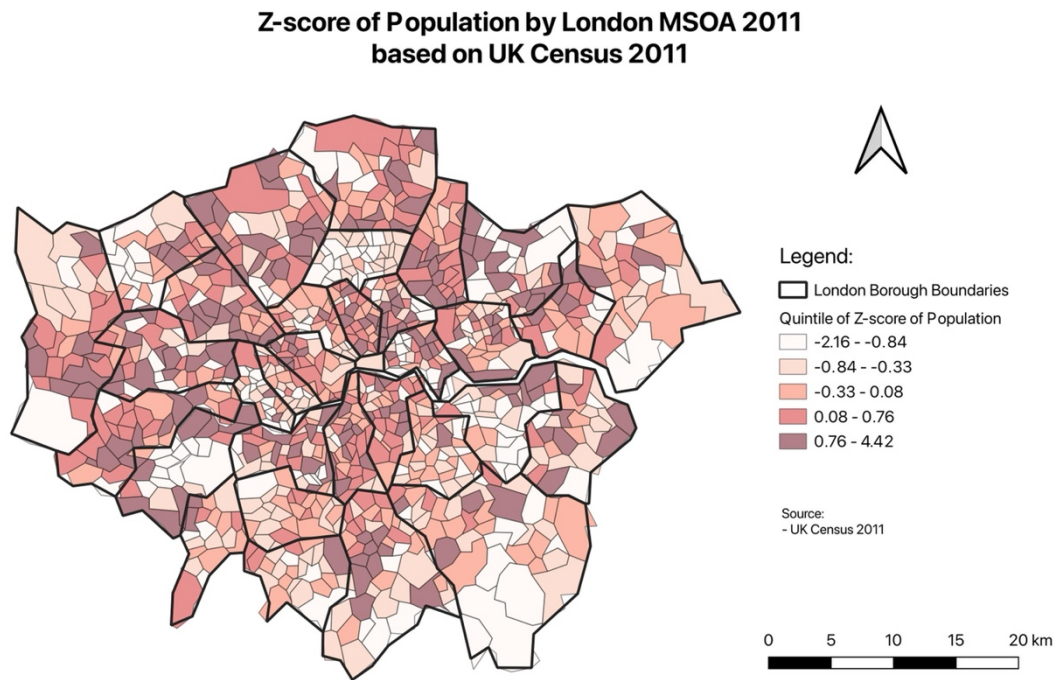 Z-score of Population by London MSOA 2011
based on UK Census 2011
Legend:
London Borough Boundaries
Quintile of Z-score of Population
-2.16 - -0.84
-0.84 - -0.33
-0.33 - 0.08
0.08 - 0.76
0.76 - 4.42
Source:
- UK Census 2011
0 5 10 15 20 km